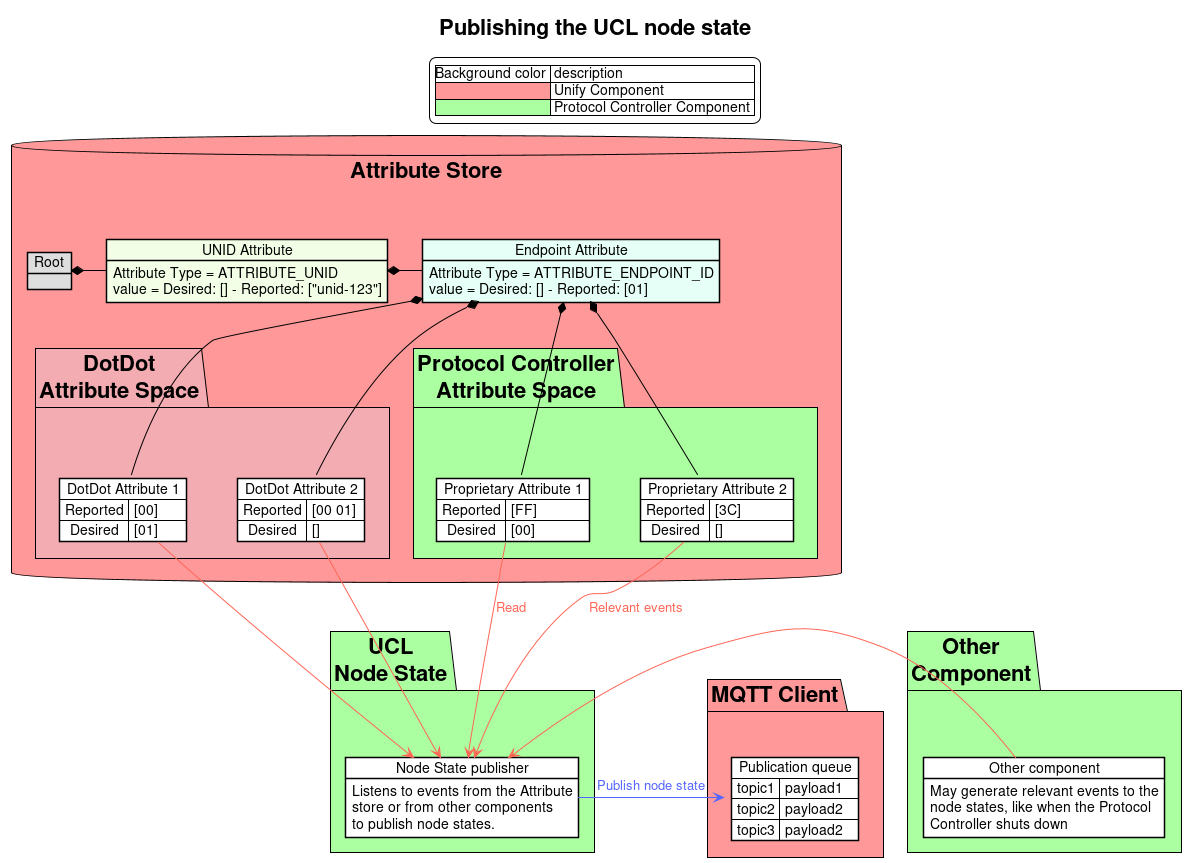 Publishing the UCL node state
Background color description
Unify Component
Protocol Controller Component
Attribute Store
Root
UNID Attribute
Attribute Type = ATTRIBUTE_UNID
value = Desired: [] - Reported: ["unid-123"]
Endpoint Attribute
Attribute Type = ATTRIBUTE_ENDPOINT_ID
value = Desired: [] - Reported: [01]
DotDot
Attribute Space
Protocol Controller
Attribute Space
DotDot Attribute 1
Reported [00]
Desired [01]
DotDot Attribute 2
Reported [00 01]
Desired []
Proprietary Attribute 1
Reported [FF]
Desired [00]
Proprietary Attribute 2
Reported [3C]
Desired []
Read
Relevant events
UCL
Node State
Node State publisher
Listens to events from the Attribute
store or from other components
to publish node states.
Publish node state
MQTT Client
Publication queue
topic1 payload1
topic2 payload2
topic3 payload2
Other
Component
Other component
May generate relevant events to the
node states, like when the Protocol
Controller shuts down